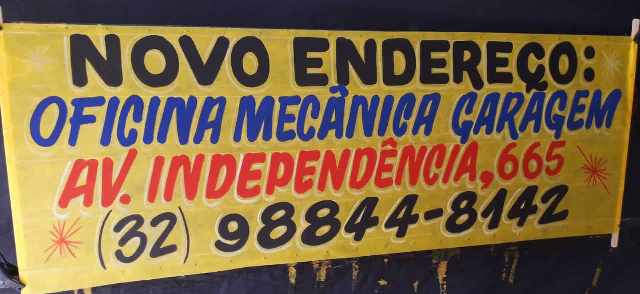 NOVO ENDEREÇO:
OFICINA MECÂNICA GARAGEM
AV. INDEPENDÊNCIA, 665
(32) 98844-8142